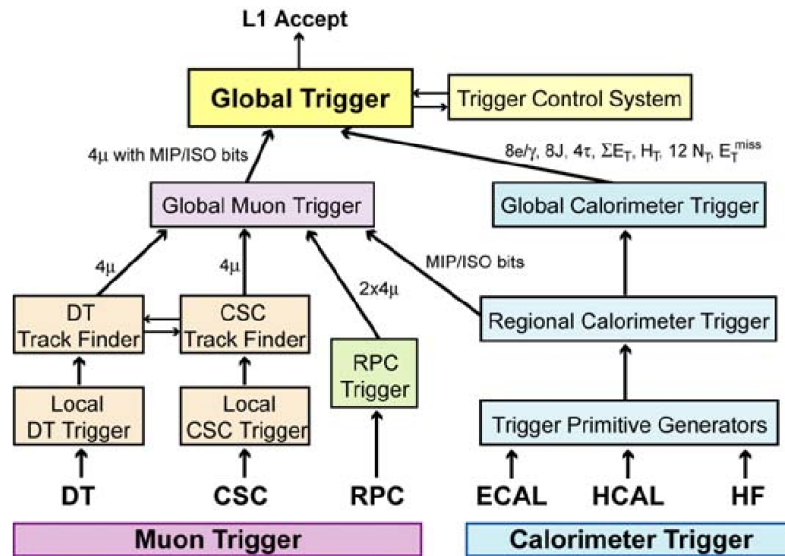 L1 Accept
Global Trigger
Trigger Control System
4μ with MIP/ISO bits
8e/γ, 8J, 4τ, ΣE_T, H_T, 12 N_T, E_T^miss
Global Muon Trigger
Global Calorimeter Trigger
4μ
4μ
2x4μ
MIP/ISO bits
DT
Track Finder
CSC
Track Finder
Regional Calorimeter Trigger
RPC
Trigger
Local
DT Trigger
Local
CSC Trigger
Trigger Primitive Generators
DT
CSC
RPC
ECAL
HCAL
HF
Muon Trigger
Calorimeter Trigger